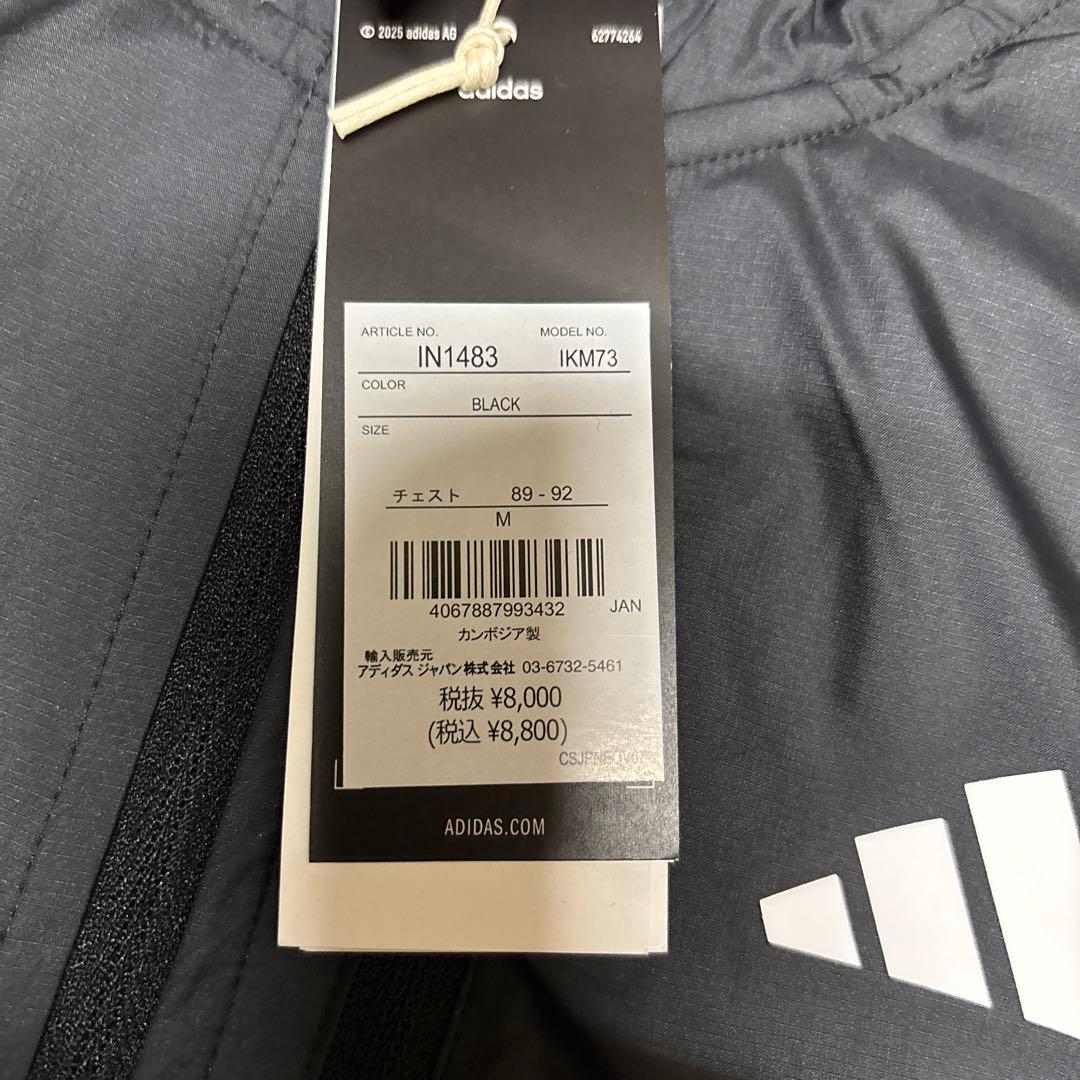 © 2025 adidas AG 62774264
adidas
ARTICLE NO. MODEL NO.
IN1483 IKM73
COLOR
BLACK
SIZE
チェスト 89 - 92
M
4067887993432 JAN
カンボジア製
輸入販売元
アディダス ジャパン株式会社 03-6732-5461
税抜 ¥8,000
(税込 ¥8,800)
ADIDAS.COM